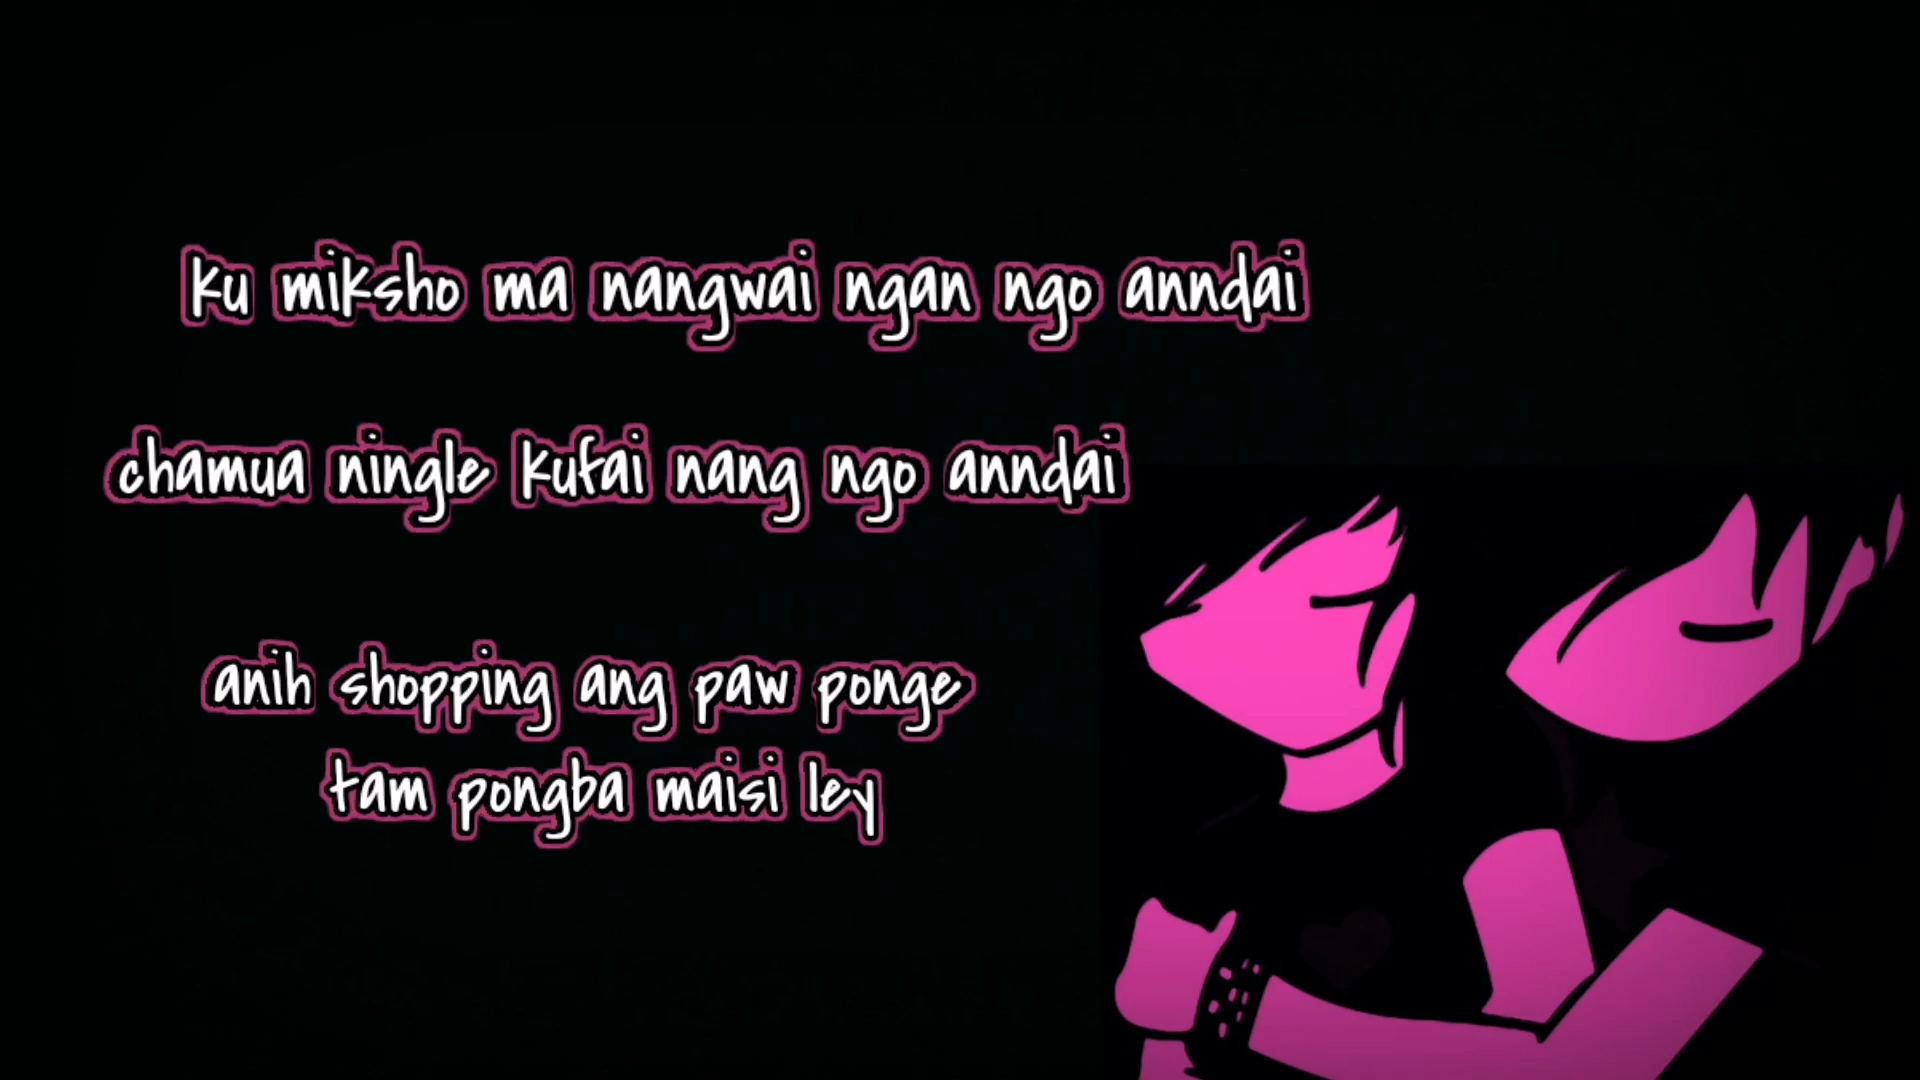 ku miksho ma nangwai ngan ngo anndai
chamua ningle kufai nang ngo anndai
anih shopping ang paw ponge
tam pongba maisi ley